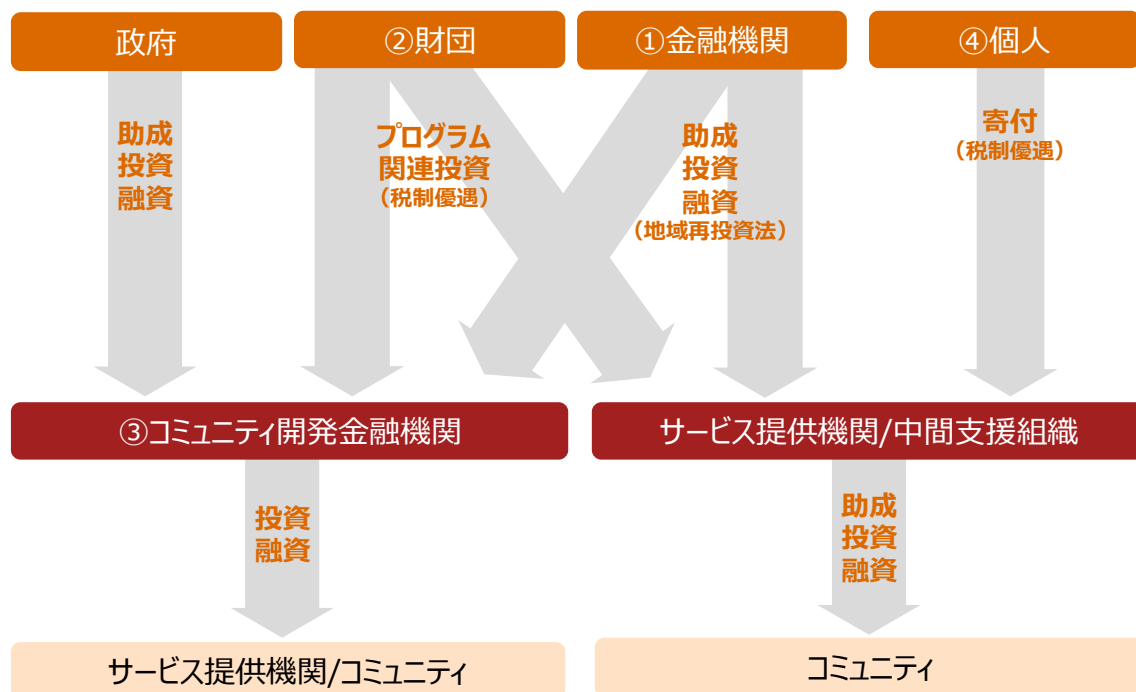 政府
②財団
①金融機関
④個人
助成
投資
融資
プログラム
関連投資
（税制優遇）
助成
投資
融資
（地域再投資法）
寄付
（税制優遇）
③コミュニティ開発金融機関
サービス提供機関/中間支援組織
投資
融資
助成
投資
融資
サービス提供機関/コミュニティ
コミュニティ